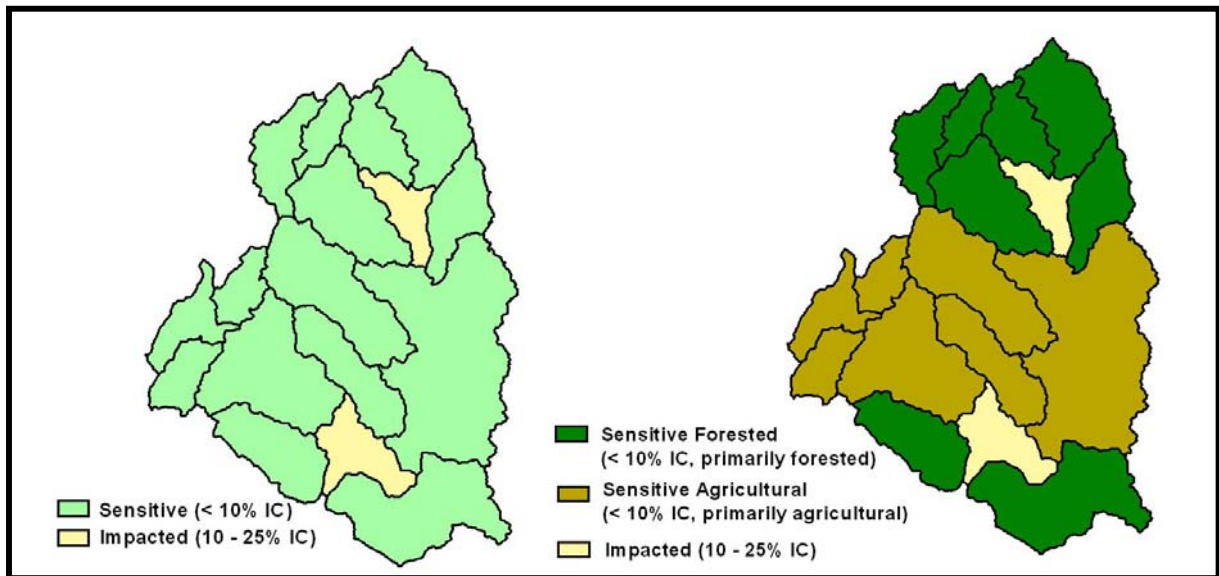 Sensitive (< 10% IC)
Impacted (10 - 25% IC)
Sensitive Forested
(< 10% IC, primarily forested)
Sensitive Agricultural
(< 10% IC, primarily agricultural)
Impacted (10 - 25% IC)